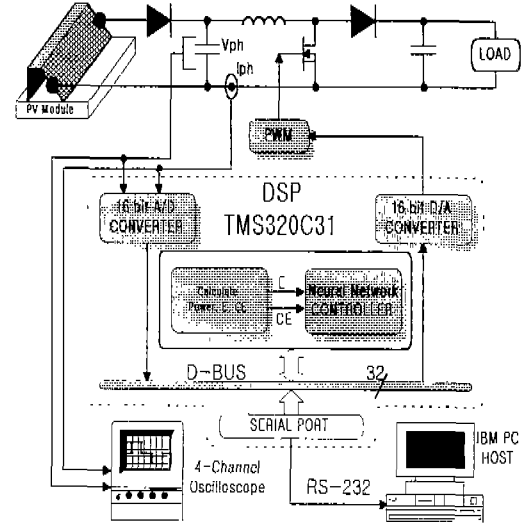 Vph
Iph
LOAD
PV Module
PWM
DSP
TMS320C31
16 bit A/D
CONVERTER
16 bit D/A
CONVERTER
Calculate
Power, E, CE
E
CE
Neural Network
CONTROLLER
D-BUS
32
SERIAL PORT
IBM PC
HOST
4-Channel
Oscilloscope
RS-232